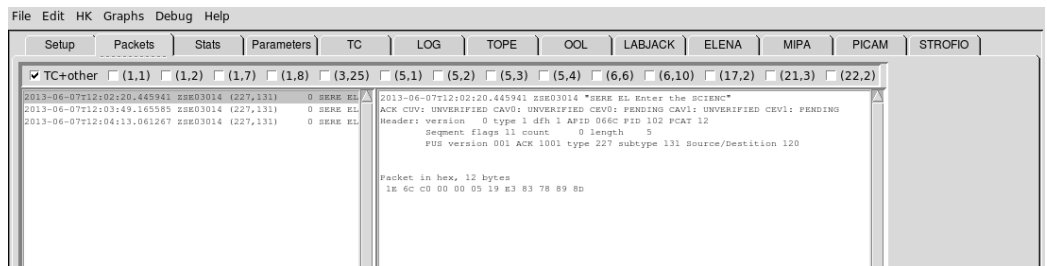 File Edit HK Graphs Debug Help
Setup Packets Stats Parameters TC LOG TOPE OOL LABJACK ELENA MIPA PICAM STROFIO
TC+other (1,1) (1,2) (1,7) (1,8) (3,25) (5,1) (5,2) (5,3) (5,4) (6,6) (6,10) (17,2) (21,3) (22,2)
2013-06-07T12:02:20.445941 ZSE03014 (227,131) 0 SERE EL
2013-06-07T12:03:49.165585 ZSE03014 (227,131) 0 SERE EL
2013-06-07T12:04:13.061267 ZSE03014 (227,131) 0 SERE EL
2013-06-07T12:02:20.445941 ZSE03014 "SERE EL Enter the SCIENC"
ACK CUV: UNVERIFIED CAV0: UNVERIFIED CEV0: PENDING CAV1: UNVERIFIED CEV1: PENDING
Header: version 0 type 1 dfh 1 APID 066C PID 102 PCAT 12
Segment flags 11 count 0 length 5
PUS version 001 ACK 1001 type 227 subtype 131 Source/Destition 120
Packet in hex, 12 bytes
1E 6C C0 00 00 05 19 E3 83 78 89 8D